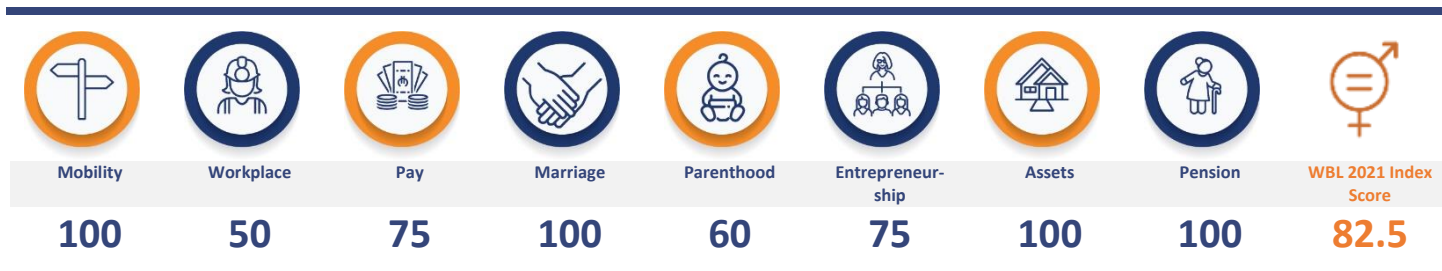 Mobility
Workplace
Pay
Marriage
Parenthood
Entrepreneur-
ship
Assets
Pension
WBL 2021 Index
Score
100
50
75
100
60
75
100
100
82.5